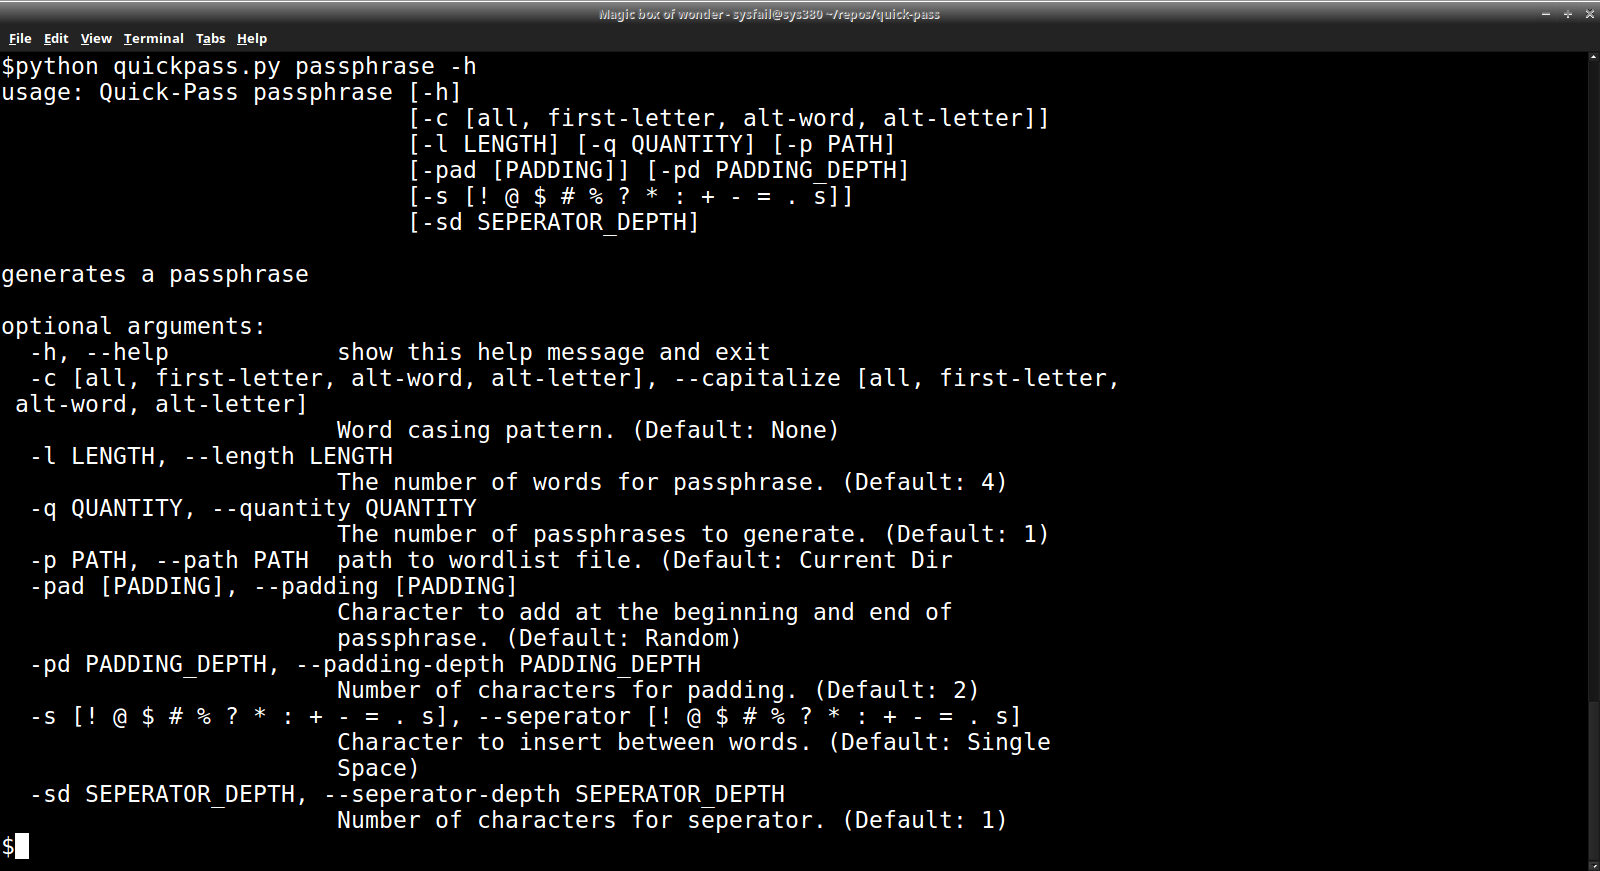 Magic box of wonder - sysfail@sys380 ~/repos/quick-pass
File Edit View Terminal Tabs Help
$python quickpass.py passphrase -h
usage: Quick-Pass passphrase [-h]
[-c [all, first-letter, alt-word, alt-letter]]
[-l LENGTH] [-q QUANTITY] [-p PATH]
[-pad [PADDING]] [-pd PADDING_DEPTH]
[-s [! @ $ # % ? * : + - = . s]]
[-sd SEPERATOR_DEPTH]
generates a passphrase
optional arguments:
-h, --help show this help message and exit
-c [all, first-letter, alt-word, alt-letter], --capitalize [all, first-letter,
alt-word, alt-letter]
Word casing pattern. (Default: None)
-l LENGTH, --length LENGTH
The number of words for passphrase. (Default: 4)
-q QUANTITY, --quantity QUANTITY
The number of passphrases to generate. (Default: 1)
-p PATH, --path PATH path to wordlist file. (Default: Current Dir
-pad [PADDING], --padding [PADDING]
Character to add at the beginning and end of
passphrase. (Default: Random)
-pd PADDING_DEPTH, --padding-depth PADDING_DEPTH
Number of characters for padding. (Default: 2)
-s [! @ $ # % ? * : + - = . s], --seperator [! @ $ # % ? * : + - = . s]
Character to insert between words. (Default: Single
Space)
-sd SEPERATOR_DEPTH, --seperator-depth SEPERATOR_DEPTH
Number of characters for seperator. (Default: 1)
$